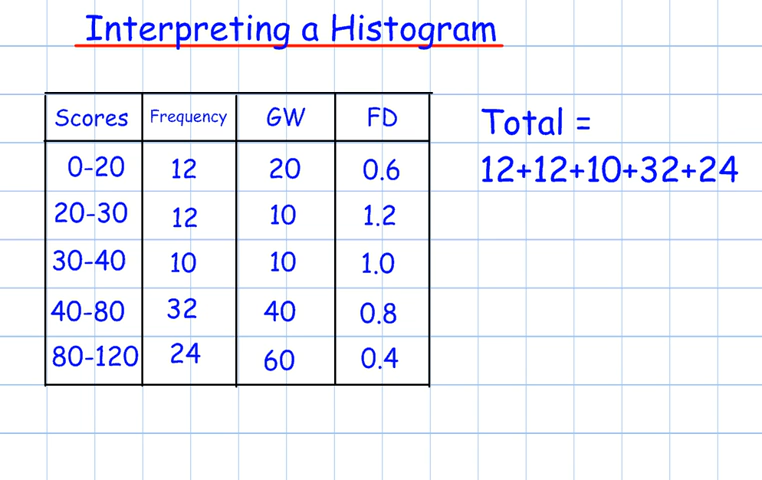 Interpreting a Histogram
Scores Frequency GW FD
0-20 12 20 0.6
20-30 12 10 1.2
30-40 10 10 1.0
40-80 32 40 0.8
80-120 24 60 0.4
Total =
12+12+10+32+24